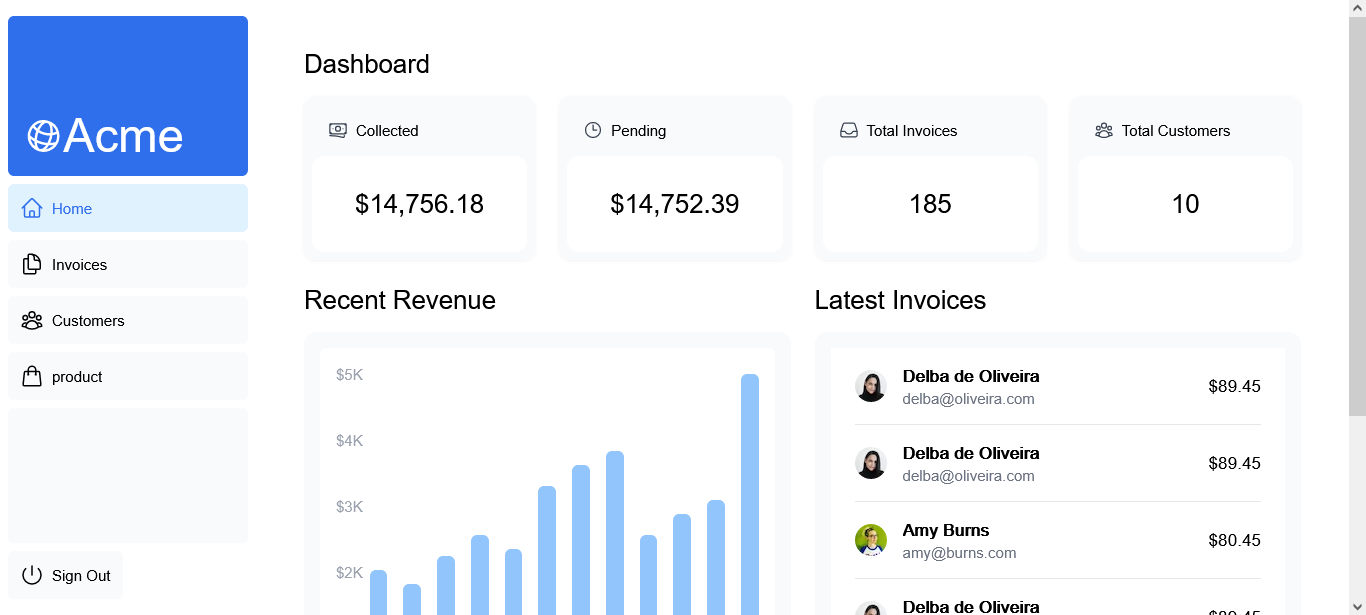 Acme
Home
Invoices
Customers
product
Sign Out
Dashboard
Collected
$14,756.18
Pending
$14,752.39
Total Invoices
185
Total Customers
10
Recent Revenue
$5K
$4K
$3K
$2K
Latest Invoices
Delba de Oliveira
delba@oliveira.com
$89.45
Delba de Oliveira
delba@oliveira.com
$89.45
Amy Burns
amy@burns.com
$80.45
Delba de Oliveira